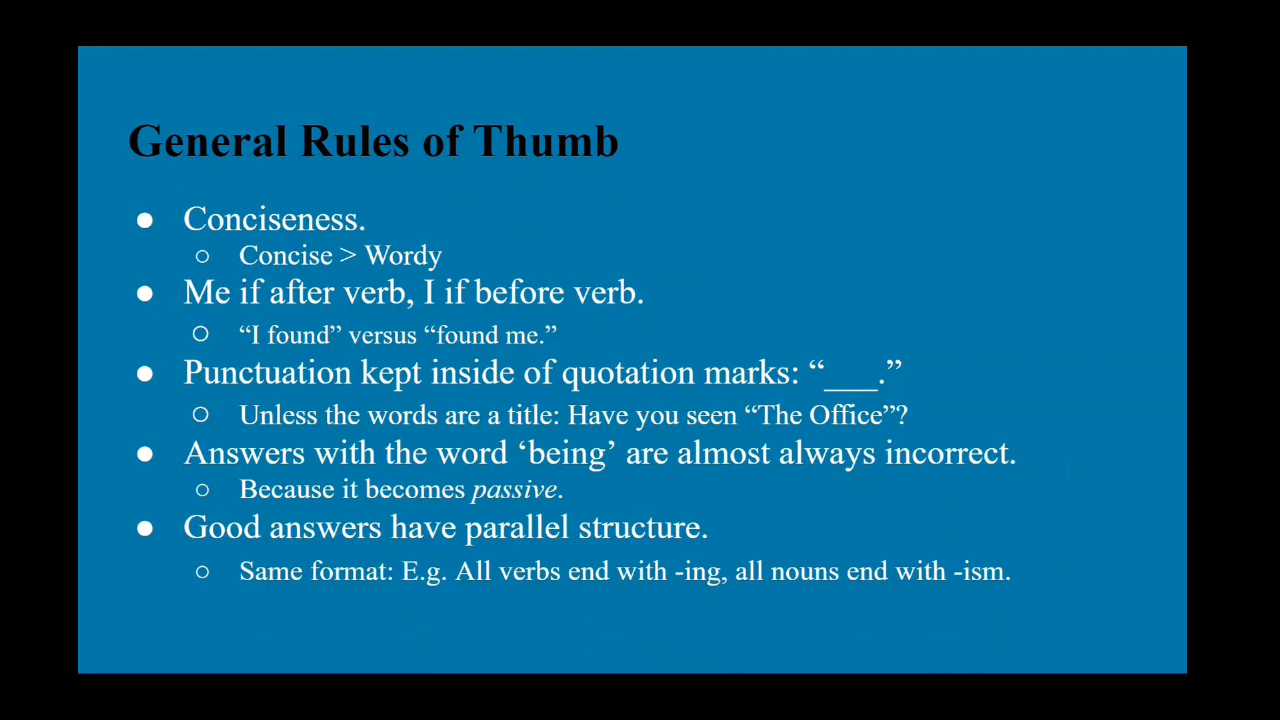 General Rules of Thumb
● Conciseness.
○ Concise > Wordy
● Me if after verb, I if before verb.
○ “I found” versus “found me.”
● Punctuation kept inside of quotation marks: “___.”
○ Unless the words are a title: Have you seen “The Office”?
● Answers with the word ‘being’ are almost always incorrect.
○ Because it becomes passive.
● Good answers have parallel structure.
○ Same format: E.g. All verbs end with -ing, all nouns end with -ism.